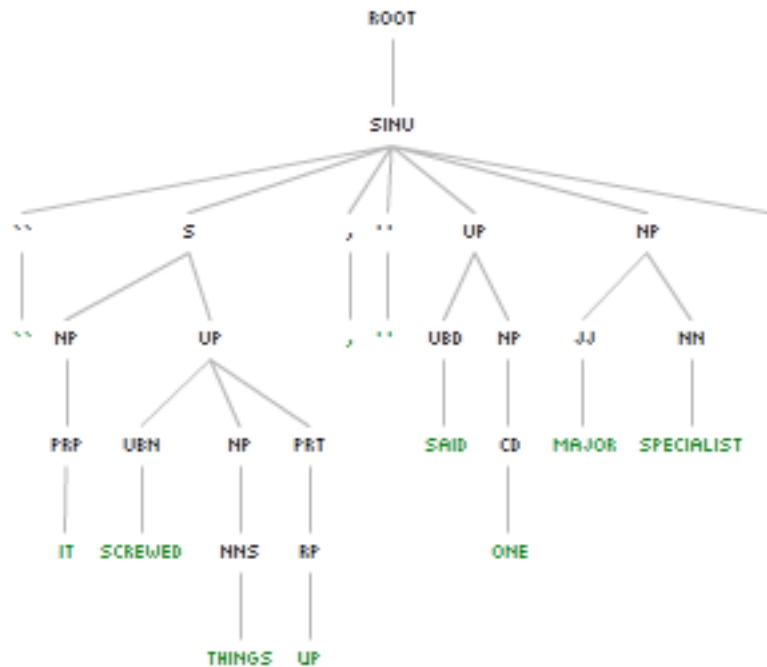 ROOT
SINV
`` S , '' VP NP
`` NP VP , '' VBD NP JJ NN
PRP VBN NP PRT SAID CD MAJOR SPECIALIST
IT SCREWED NNS RP ONE
THINGS UP